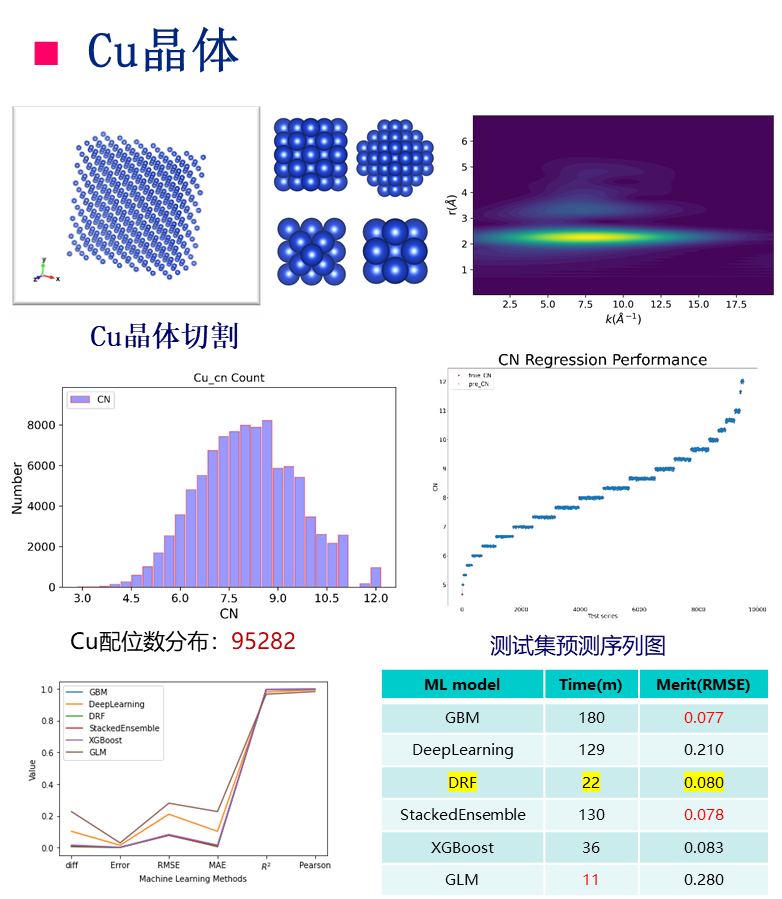 Cu晶体
y
z
x
Cu晶体切割
r(Å)
6
5
4
3
2
1
2.5 5.0 7.5 10.0 12.5 15.0 17.5
k(Å⁻¹)
Cu_cn Count
CN
Number
8000
6000
4000
2000
0
3.0 4.5 6.0 7.5 9.0 10.5 12.0
CN
Cu配位数分布：95282
CN Regression Performance
true_CN
pre_CN
CN
12
11
10
9
8
7
6
5
0 2000 4000 6000 8000 10000
Test series
测试集预测序列图
GBM
DeepLearning
DRF
StackedEnsemble
XGBoost
GLM
Value
1.0
0.8
0.6
0.4
0.2
0.0
diff Error RMSE MAE R² Pearson
Machine Learning Methods
ML model Time(m) Merit(RMSE)
GBM 180 0.077
DeepLearning 129 0.210
DRF 22 0.080
StackedEnsemble 130 0.078
XGBoost 36 0.083
GLM 11 0.280